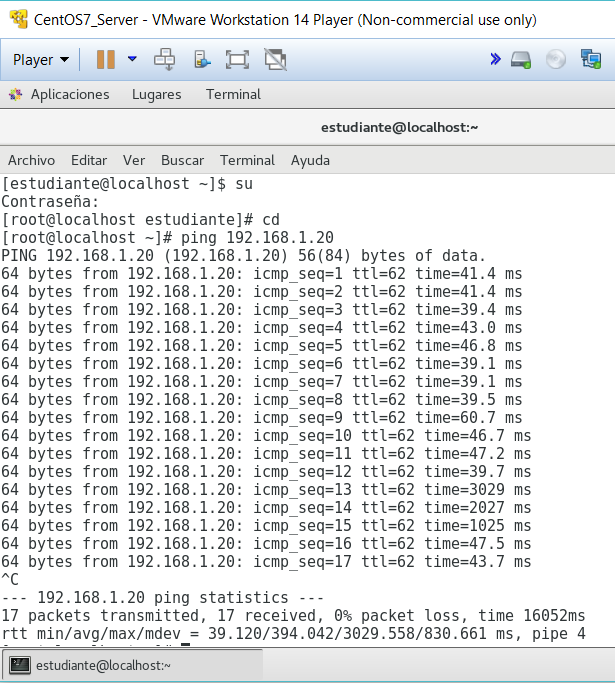 CentOS7_Server - VMware Workstation 14 Player (Non-commercial use only)
Player
Aplicaciones Lugares Terminal
estudiante@localhost:~
Archivo Editar Ver Buscar Terminal Ayuda
[estudiante@localhost ~]$ su
Contraseña:
[root@localhost estudiante]# cd
[root@localhost ~]# ping 192.168.1.20
PING 192.168.1.20 (192.168.1.20) 56(84) bytes of data.
64 bytes from 192.168.1.20: icmp_seq=1 ttl=62 time=41.4 ms
64 bytes from 192.168.1.20: icmp_seq=2 ttl=62 time=41.4 ms
64 bytes from 192.168.1.20: icmp_seq=3 ttl=62 time=39.4 ms
64 bytes from 192.168.1.20: icmp_seq=4 ttl=62 time=43.0 ms
64 bytes from 192.168.1.20: icmp_seq=5 ttl=62 time=46.8 ms
64 bytes from 192.168.1.20: icmp_seq=6 ttl=62 time=39.1 ms
64 bytes from 192.168.1.20: icmp_seq=7 ttl=62 time=39.1 ms
64 bytes from 192.168.1.20: icmp_seq=8 ttl=62 time=39.5 ms
64 bytes from 192.168.1.20: icmp_seq=9 ttl=62 time=60.7 ms
64 bytes from 192.168.1.20: icmp_seq=10 ttl=62 time=46.7 ms
64 bytes from 192.168.1.20: icmp_seq=11 ttl=62 time=47.2 ms
64 bytes from 192.168.1.20: icmp_seq=12 ttl=62 time=39.7 ms
64 bytes from 192.168.1.20: icmp_seq=13 ttl=62 time=3029 ms
64 bytes from 192.168.1.20: icmp_seq=14 ttl=62 time=2027 ms
64 bytes from 192.168.1.20: icmp_seq=15 ttl=62 time=1025 ms
64 bytes from 192.168.1.20: icmp_seq=16 ttl=62 time=47.5 ms
64 bytes from 192.168.1.20: icmp_seq=17 ttl=62 time=43.7 ms
^C
--- 192.168.1.20 ping statistics ---
17 packets transmitted, 17 received, 0% packet loss, time 16052ms
rtt min/avg/max/mdev = 39.120/394.042/3029.558/830.661 ms, pipe 4
estudiante@localhost:~